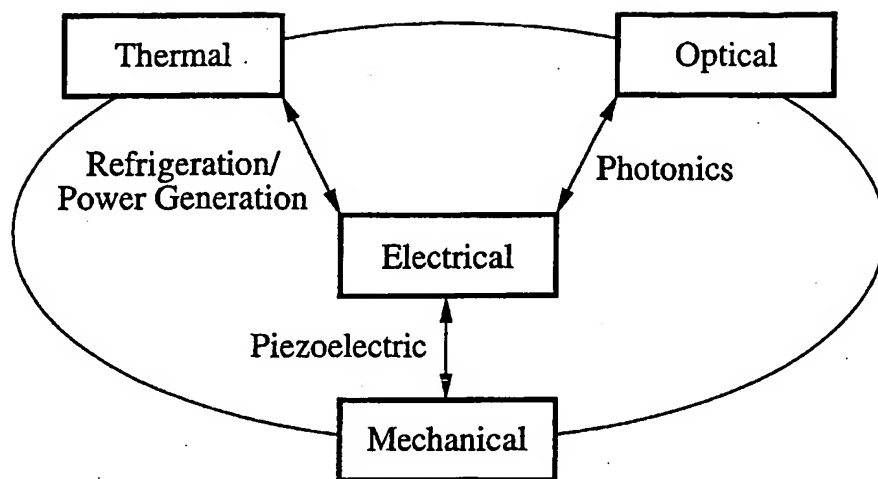 Thermal
Optical
Refrigeration/
Power Generation
Photonics
Electrical
Piezoelectric
Mechanical